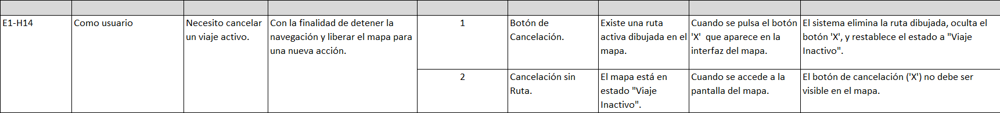 E1-H14
Como usuario
Necesito cancelar
un viaje activo.
Con la finalidad de detener la
navegación y liberar el mapa para
una nueva acción.
1
Botón de
Cancelación.
Existe una ruta
activa dibujada en el
mapa.
Cuando se pulsa el botón
'X'  que aparece en la
interfaz del mapa.
El sistema elimina la ruta dibujada, oculta el
botón 'X', y restablece el estado a "Viaje
Inactivo".
2
Cancelación sin
Ruta.
El mapa está en
estado "Viaje
Inactivo".
Cuando se accede a la
pantalla del mapa.
El botón de cancelación ('X') no debe ser
visible en el mapa.